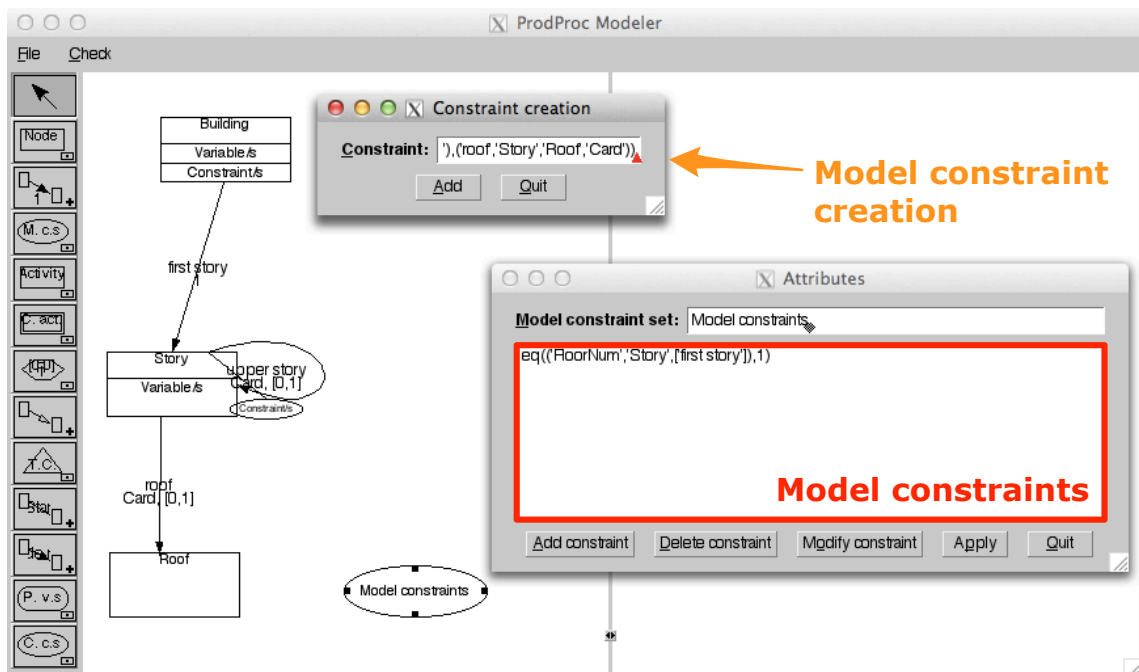 ProdProc Modeler
File Check
Node
1
M. c.s
Activity
C. act
T.C.
P. v.s
C. c.s
Building
Variable/s
Constraint/s
first story
1
Story
Variable/s
upper story
Card, [0,1]
Constraint/s
roof
Card, [0,1]
Roof
Model constraints
Constraint creation
Constraint: '),('roof,'Story','Roof,'Card'))
Add Quit
Model constraint
creation
Attributes
Model constraint set: Model constraints
eq(('FloorNum','Story',['first story']),1)
Model constraints
Add constraint Delete constraint Modify constraint Apply Quit